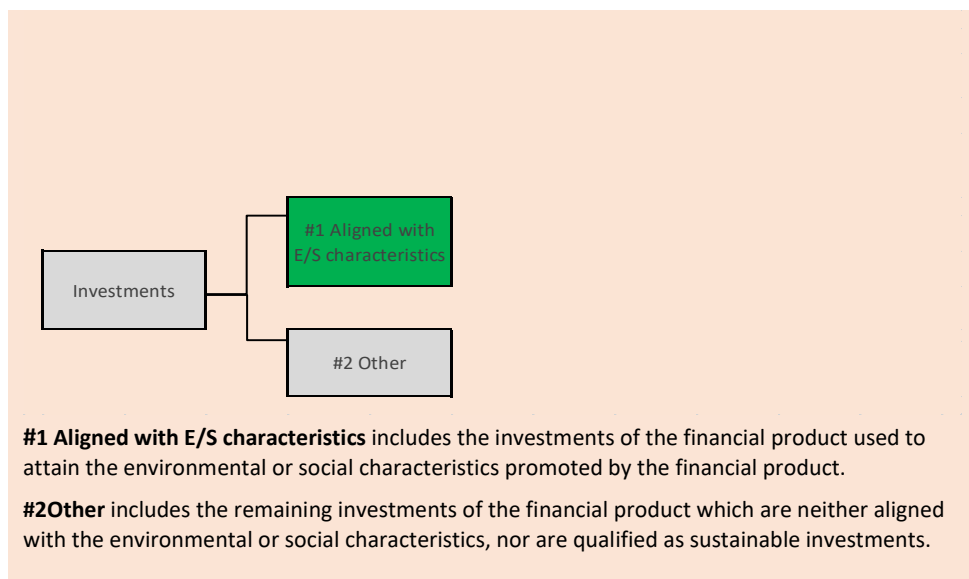 #1 Aligned with
E/S characteristics
Investments
#2 Other
#1 Aligned with E/S characteristics includes the investments of the financial product used to
attain the environmental or social characteristics promoted by the financial product.
#2Other includes the remaining investments of the financial product which are neither aligned
with the environmental or social characteristics, nor are qualified as sustainable investments.